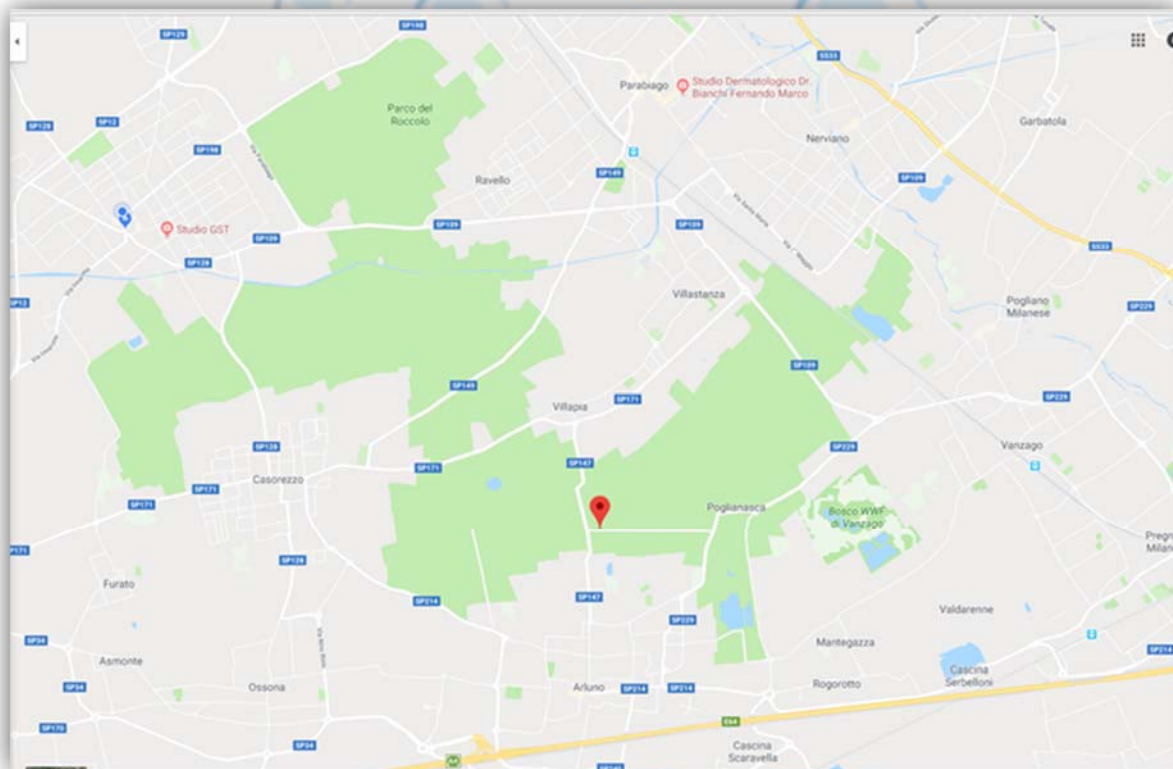 SP198
SP129
SS33
Parabiago
Studio Dermatologico Dr.
Bianchi Fernando Marco
Parco del
Roccolo
SP12
SP128
SP198
Nerviano
Garbatola
Ravello
SP149
SP109
Studio GST
SP109
SP109
SP109
SP128
SS33
SP12
Villastanza
Pogliano
Milanese
SP229
SP109
SP149
Villapia
SP171
SP229
SP128
SP229
Vanzago
SP171
SP171
SP147
SP171
Casorezzo
Poglianasca
Bosco WWF
di Vanzago
SP171
SP128
Furato
SP214
SP147
Valdarenne
SP229
SP34
Mantegazza
SP214
Asmonte
Cascina
Serbelloni
SP34
Ossona
Arluno
SP214
SP214
Rogorotto
E64
SP170
SP34
Cascina
Scaravella